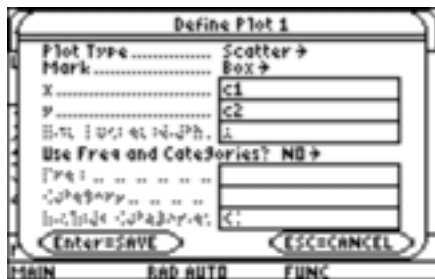 Define Plot 1
Plot Type.............. Scatter→
Mark.................... Box→
x........................ c1
y........................ c2
Use Freq and Categories? NO→
Enter=SAVE ESC=CANCEL
MAIN RAD AUTO FUNC